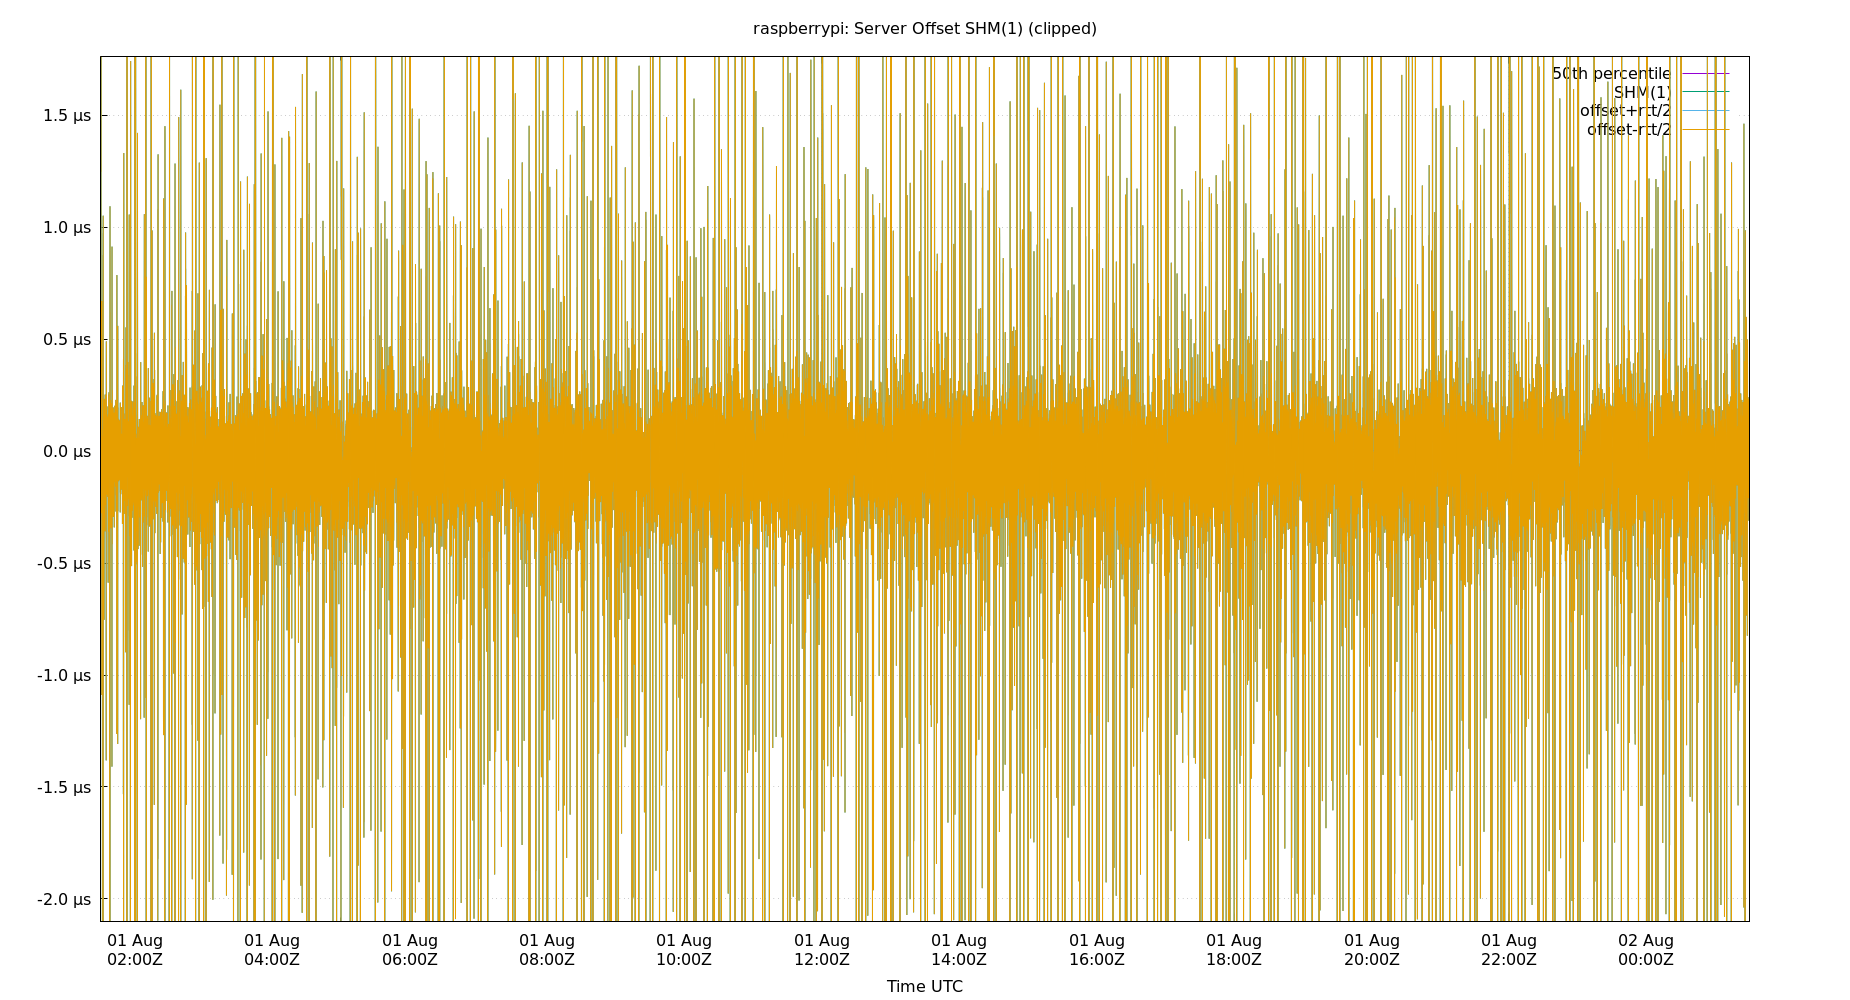 raspberrypi: Server Offset SHM(1) (clipped)
50th percentile
SHM(1)
offset+rtt/2
offset-rtt/2
1.5 µs
1.0 µs
0.5 µs
0.0 µs
-0.5 µs
-1.0 µs
-1.5 µs
-2.0 µs
01 Aug 01 Aug 01 Aug 01 Aug 01 Aug 01 Aug 01 Aug 01 Aug 01 Aug 01 Aug 01 Aug 02 Aug
02:00Z 04:00Z 06:00Z 08:00Z 10:00Z 12:00Z 14:00Z 16:00Z 18:00Z 20:00Z 22:00Z 00:00Z
Time UTC